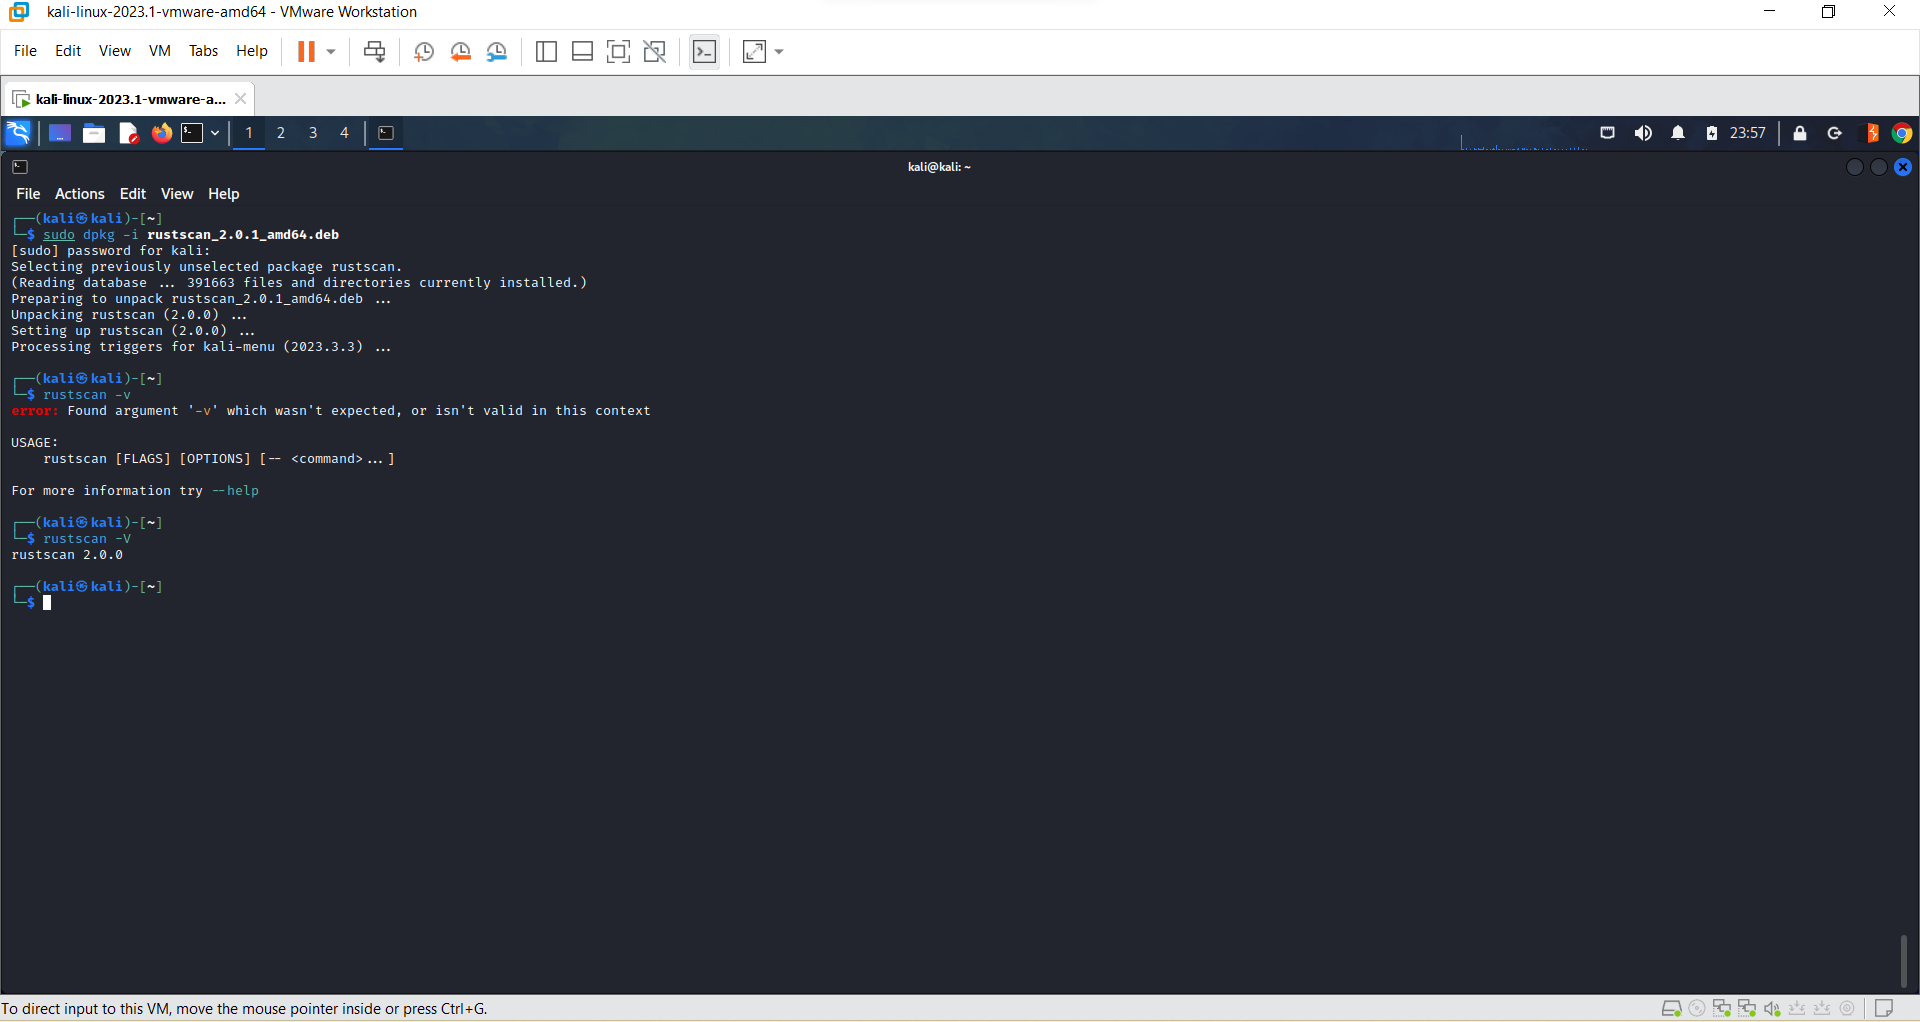 kali-linux-2023.1-vmware-amd64 - VMware Workstation
File Edit View VM Tabs Help
kali-linux-2023.1-vmware-a...
1 2 3 4 23:57
kali@kali: ~
File Actions Edit View Help
┌──(kali㉿kali)-[~]
└─$ sudo dpkg -i rustscan_2.0.1_amd64.deb
[sudo] password for kali:
Selecting previously unselected package rustscan.
(Reading database ... 391663 files and directories currently installed.)
Preparing to unpack rustscan_2.0.1_amd64.deb ...
Unpacking rustscan (2.0.0) ...
Setting up rustscan (2.0.0) ...
Processing triggers for kali-menu (2023.3.3) ...
┌──(kali㉿kali)-[~]
└─$ rustscan -v
error: Found argument '-v' which wasn't expected, or isn't valid in this context
USAGE:
rustscan [FLAGS] [OPTIONS] [-- <command>...]
For more information try --help
┌──(kali㉿kali)-[~]
└─$ rustscan -V
rustscan 2.0.0
┌──(kali㉿kali)-[~]
└─$
To direct input to this VM, move the mouse pointer inside or press Ctrl+G.